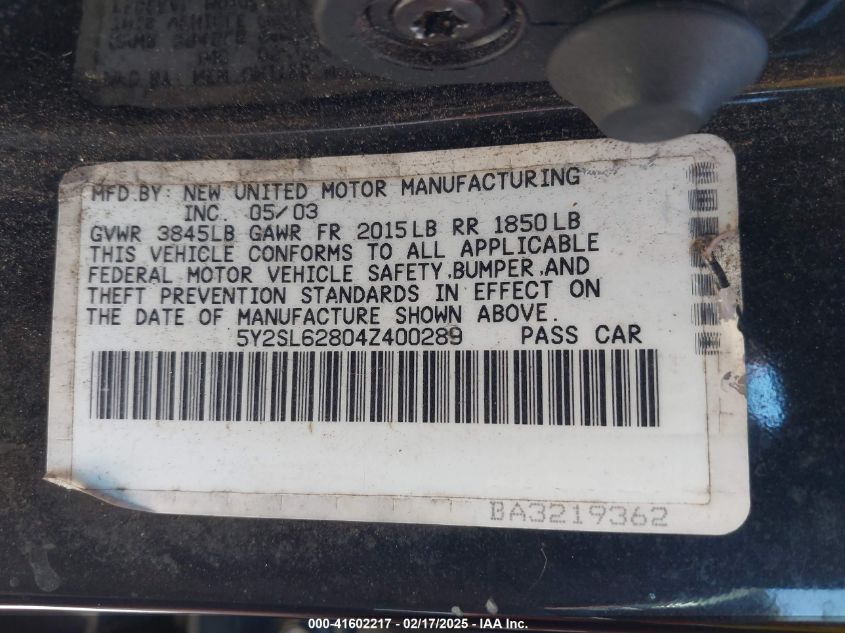 MFD.BY: NEW UNITED MOTOR MANUFACTURING
INC. 05/03
GVWR 3845LB GAWR FR 2015LB RR 1850LB
THIS VEHICLE CONFORMS TO ALL APPLICABLE
FEDERAL MOTOR VEHICLE SAFETY,BUMPER,AND
THEFT PREVENTION STANDARDS IN EFFECT ON
THE DATE OF MANUFACTURE SHOWN ABOVE.
5Y2SL62804Z400289 PASS CAR
BA3219362
000-41602217 - 02/17/2025 - IAA Inc.